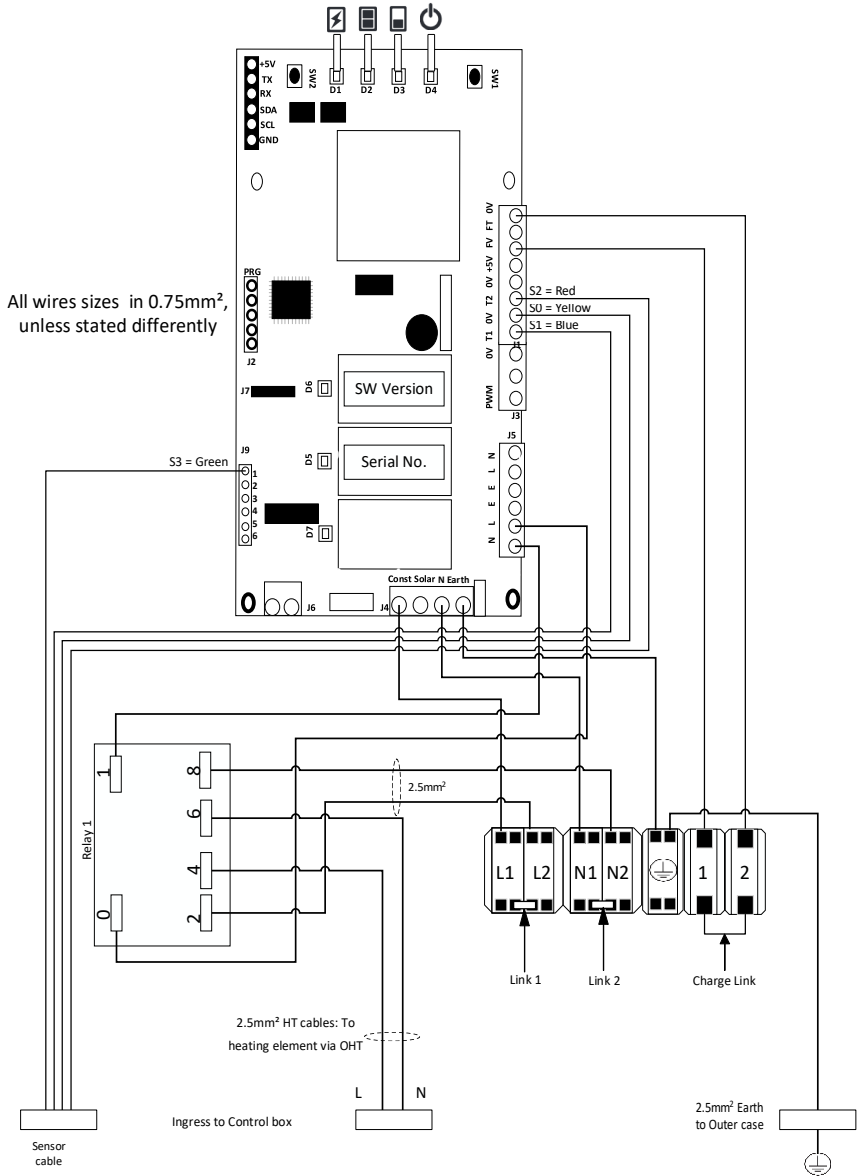 +5V
TX
RX
SDA
SCL
GND
SW2
D1
D2
D3
D4
SW1
All wires sizes in 0.75mm²,
unless stated differently
PRG
J2
J7
D6
SW Version
D5
Serial No.
D7
J9
1
2
3
4
5
6
S3 = Green
0V
FT
FV
+5V
0V
T2
0V
T1
J1
S2 = Red
S0 = Yellow
S1 = Blue
0V
PWM
J3
J5
N
L
E
E
L
N
Const Solar N Earth
J6
J4
Relay 1
1
8
6
4
0
2
2.5mm²
L1
L2
N1
N2
1
2
Link 1
Link 2
Charge Link
2.5mm² HT cables: To
heating element via OHT
L
N
Ingress to Control box
Sensor
cable
2.5mm² Earth
to Outer case